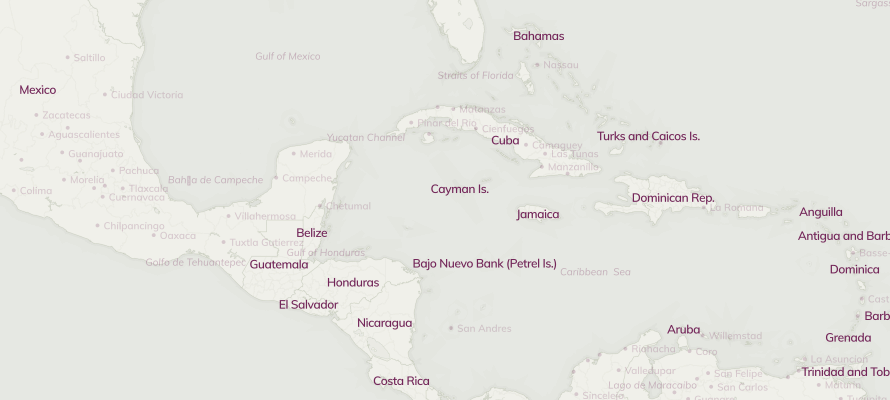 Sargas
Bahamas
Gulf of Mexico
Saltillo
Nassau
Straits of Florida
Mexico
Ciudad Victoria
Zacatecas
Matanzas
Pinar del Rio
Cienfuegos
Aguascalientes
Yucatan Channel
Turks and Caicos Is.
Cuba
Camaguey
Guanajuato
Merida
Las Tunas
Manzanillo
Pachuca
Morelia
Bahia de Campeche
Campeche
Tlaxcala
Cayman Is.
Colima
Cuernavaca
Dominican Rep.
Chetumal
La Romana
Villahermosa
Jamaica
Anguilla
Chilpancingo
Oaxaca
Belize
Antigua and Barb
Tuxtla Gutierrez
Gulf of Honduras
Basse-
Golfo de Tehuantepec
Guatemala
Bajo Nuevo Bank (Petrel Is.)
Caribbean Sea
Dominica
Honduras
El Salvador
Cast
Barb
Nicaragua
San Andres
Aruba
Willemstad
Grenada
Riohacha
Coro
La Asuncion
Valledupar
San Felipe
Trinidad and Tob
Costa Rica
Lago de Maracaibo
San Carlos
Maturin
Sincelejo
Guanare